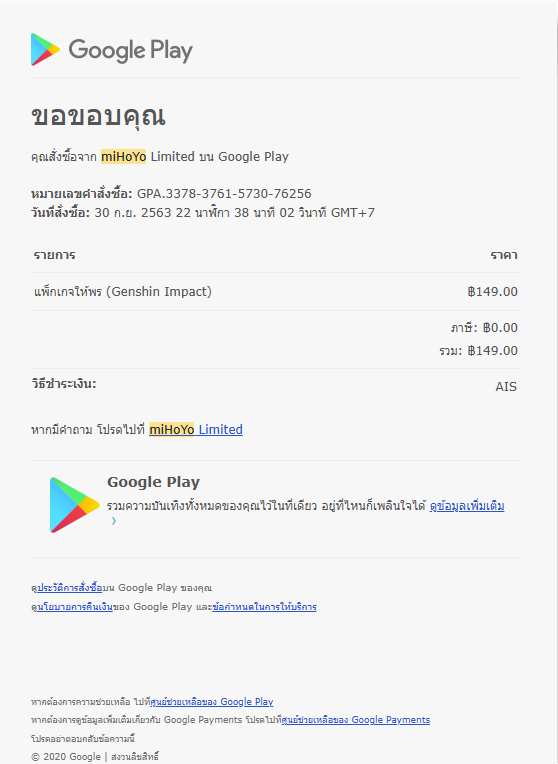 Google Play
ขอขอบคุณ
คุณสั่งซื้อจาก miHoYo Limited บน Google Play
หมายเลขคำสั่งซื้อ: GPA.3378-3761-5730-76256
วันที่สั่งซื้อ: 30 ก.ย. 2563 22 นาฬิกา 38 นาที 02 วินาที GMT+7
รายการ ราคา
แพ็กเกจให้พร (Genshin Impact) ฿149.00
ภาษี: ฿0.00
รวม: ฿149.00
วิธีชำระเงิน: AIS
หากมีคำถาม โปรดไปที่ miHoYo Limited
Google Play
รวมความบันเทิงทั้งหมดของคุณไว้ในที่เดียว อยู่ที่ไหนก็เพลินใจได้ ดูข้อมูลเพิ่มเติม
›
ดูประวัติการสั่งซื้อบน Google Play ของคุณ
ดูนโยบายการคืนเงินของ Google Play และข้อกำหนดในการให้บริการ
หากต้องการความช่วยเหลือ ไปที่ศูนย์ช่วยเหลือของ Google Play
หากต้องการดูข้อมูลเพิ่มเติมเกี่ยวกับ Google Payments โปรดไปที่ศูนย์ช่วยเหลือของ Google Payments
โปรดอย่าตอบกลับข้อความนี้
© 2020 Google | สงวนลิขสิทธิ์